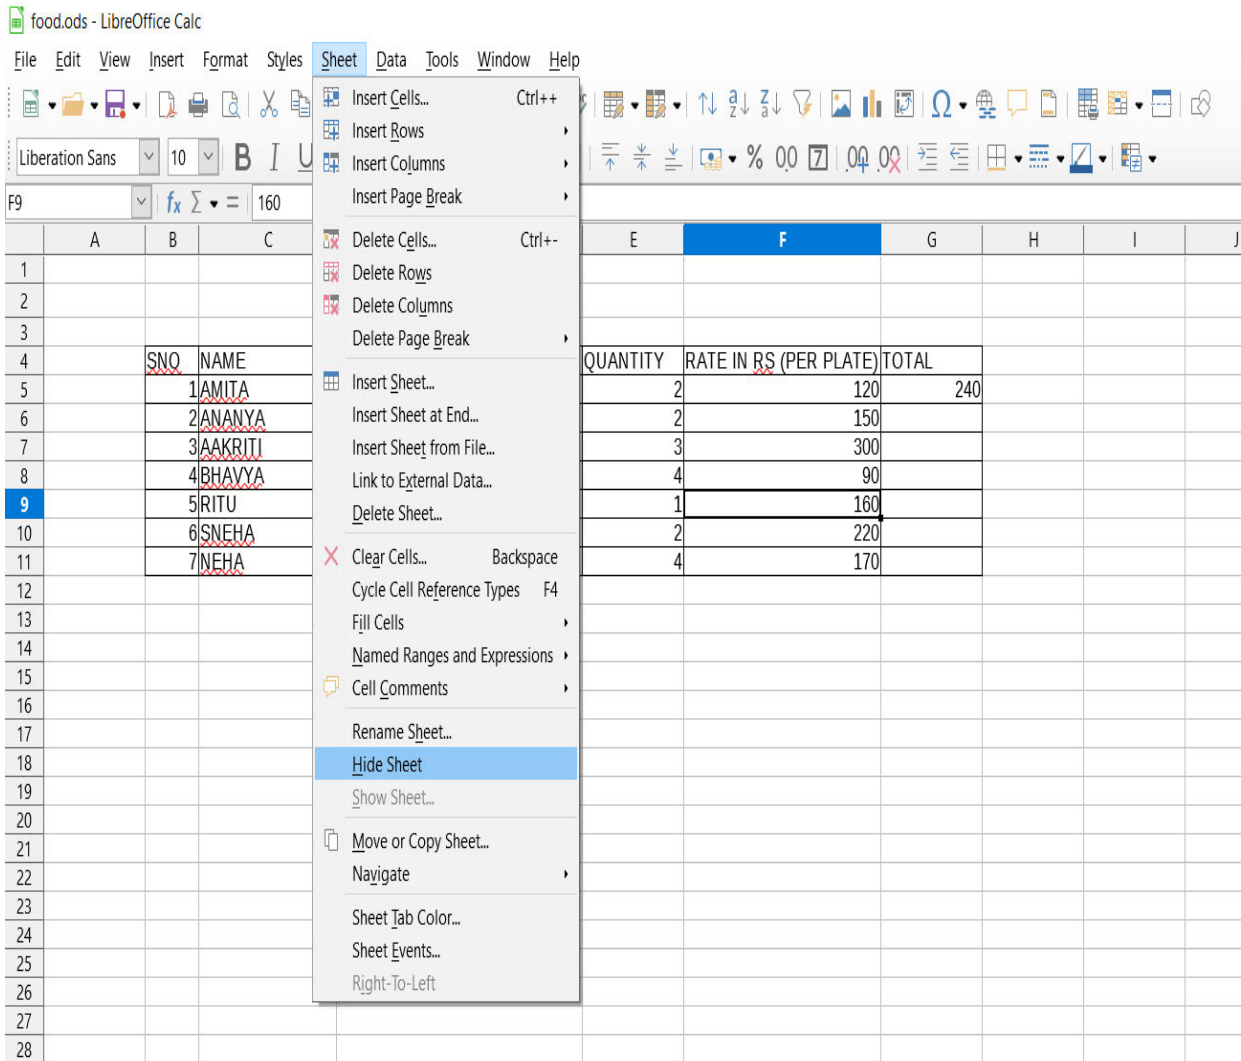 food.ods - LibreOffice Calc
File Edit View Insert Format Styles Sheet Data Tools Window Help
Liberation Sans 10 B I U % 00 7 .00 .00
F9 fx Σ = 160
A B C E F G H I J
Insert Cells... Ctrl++
Insert Rows
Insert Columns
Insert Page Break
Delete Cells... Ctrl+-
Delete Rows
Delete Columns
Delete Page Break
Insert Sheet...
Insert Sheet at End...
Insert Sheet from File...
Link to External Data...
Delete Sheet...
Clear Cells... Backspace
Cycle Cell Reference Types F4
Fill Cells
Named Ranges and Expressions
Cell Comments
Rename Sheet...
Hide Sheet
Show Sheet...
Move or Copy Sheet...
Navigate
Sheet Tab Color...
Sheet Events...
Right-To-Left
1
2
3
4 SNO NAME QUANTITY RATE IN RS (PER PLATE) TOTAL
5 1 AMITA 2 120 240
6 2 ANANYA 2 150
7 3 AAKRITI 3 300
8 4 BHAVYA 4 90
9 5 RITU 1 160
10 6 SNEHA 2 220
11 7 NEHA 4 170
12
13
14
15
16
17
18
19
20
21
22
23
24
25
26
27
28